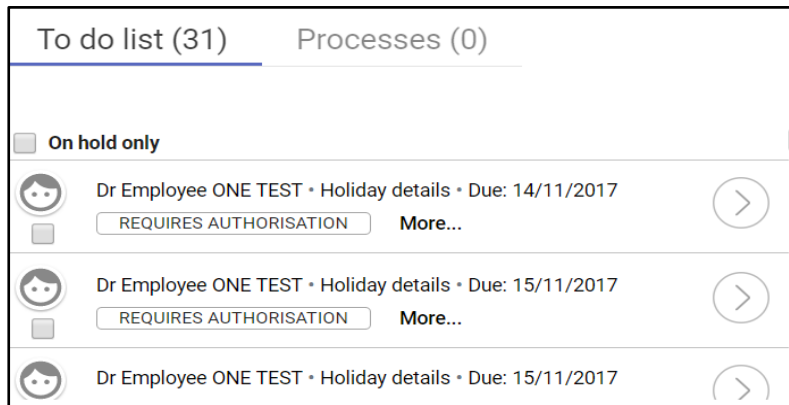 To do list (31) Processes (0)
On hold only
Dr Employee ONE TEST • Holiday details • Due: 14/11/2017
REQUIRES AUTHORISATION More...
Dr Employee ONE TEST • Holiday details • Due: 15/11/2017
REQUIRES AUTHORISATION More...
Dr Employee ONE TEST • Holiday details • Due: 15/11/2017